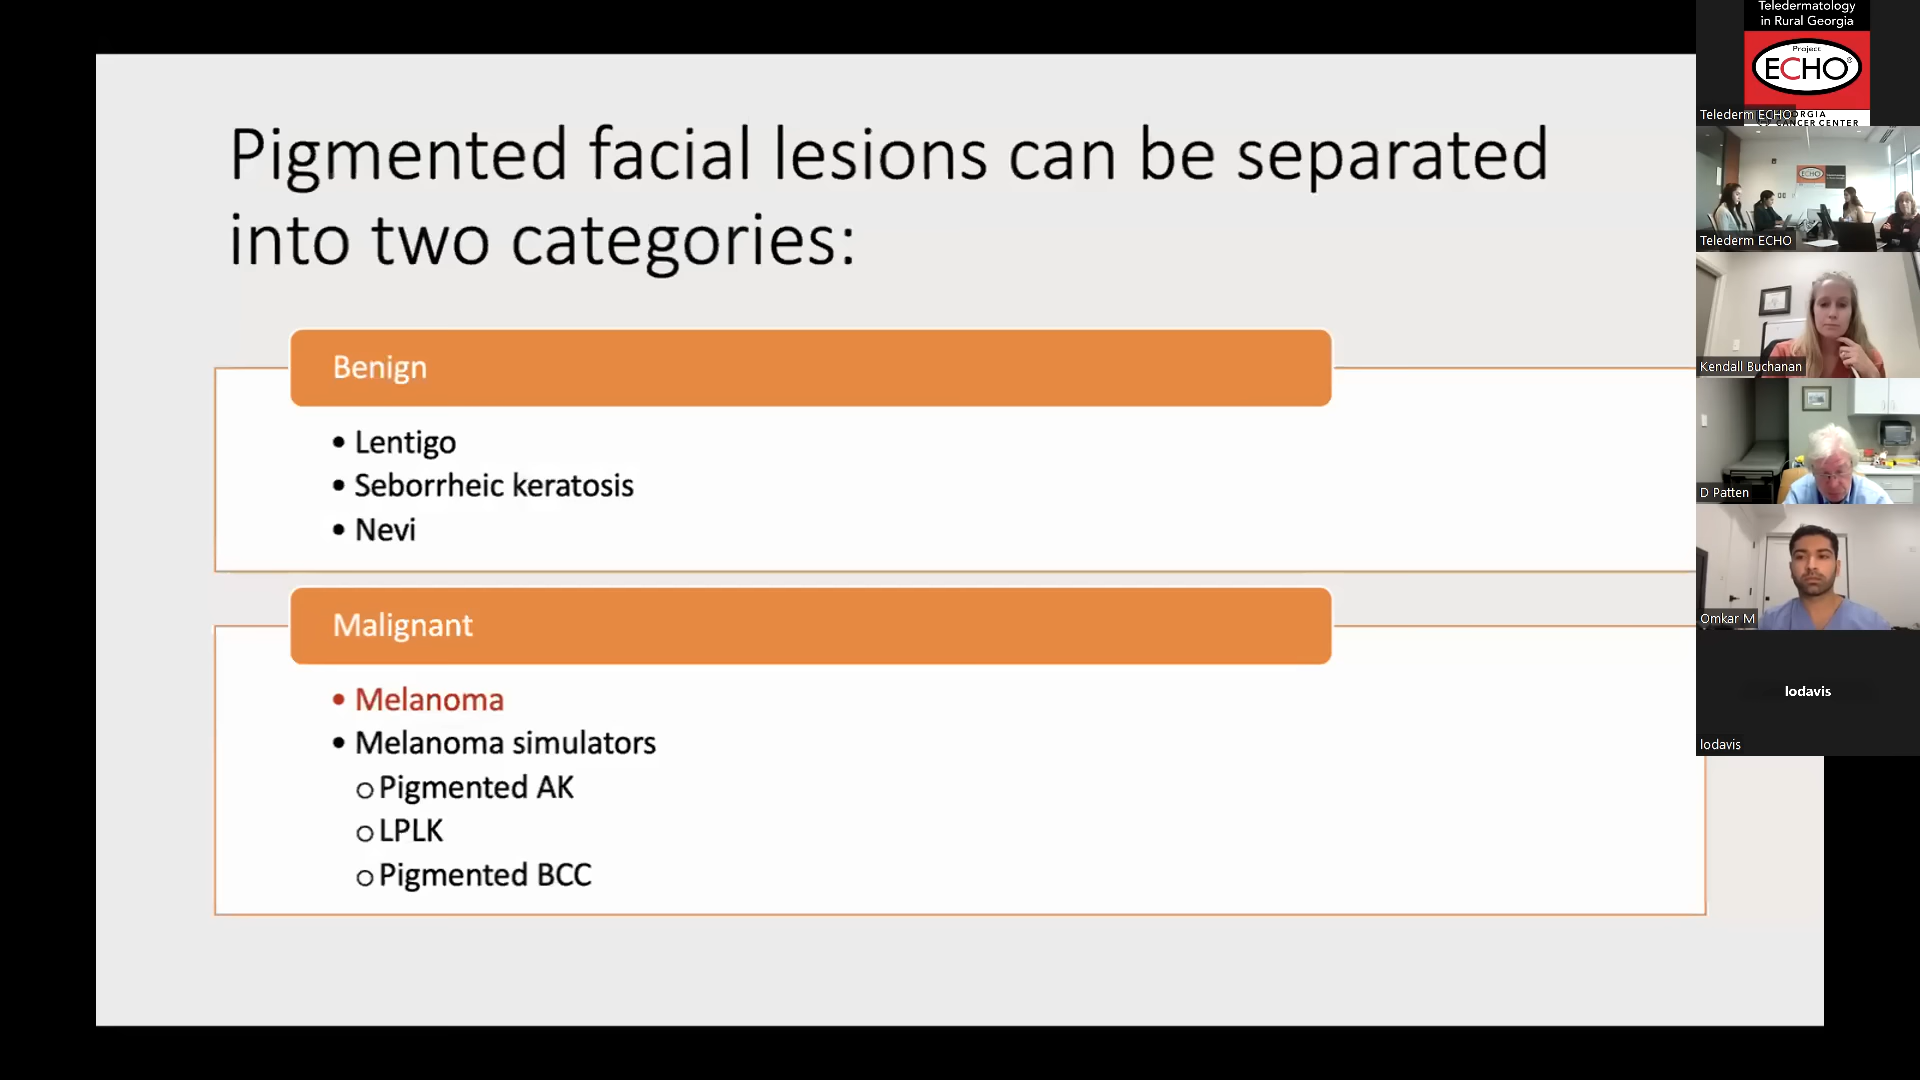 Pigmented facial lesions can be separated
into two categories:
Benign
• Lentigo
• Seborrheic keratosis
• Nevi
Malignant
• Melanoma
• Melanoma simulators
o Pigmented AK
o LPLK
o Pigmented BCC
Teledermatology
in Rural Georgia
Project
ECHO®
Telederm ECHO
CANCER CENTER
ECHO
Telederm ECHO
Kendall Buchanan
D Patten
Omkar M
lodavis
lodavis